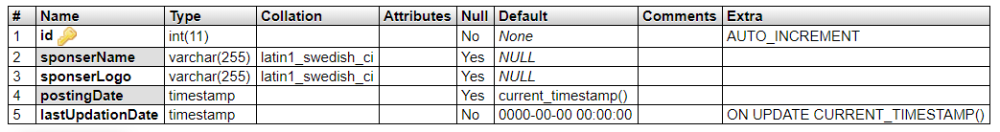 # Name Type Collation Attributes Null Default Comments Extra
1 id int(11) No None AUTO_INCREMENT
2 sponserName varchar(255) latin1_swedish_ci Yes NULL
3 sponserLogo varchar(255) latin1_swedish_ci Yes NULL
4 postingDate timestamp Yes current_timestamp()
5 lastUpdationDate timestamp No 0000-00-00 00:00:00 ON UPDATE CURRENT_TIMESTAMP()